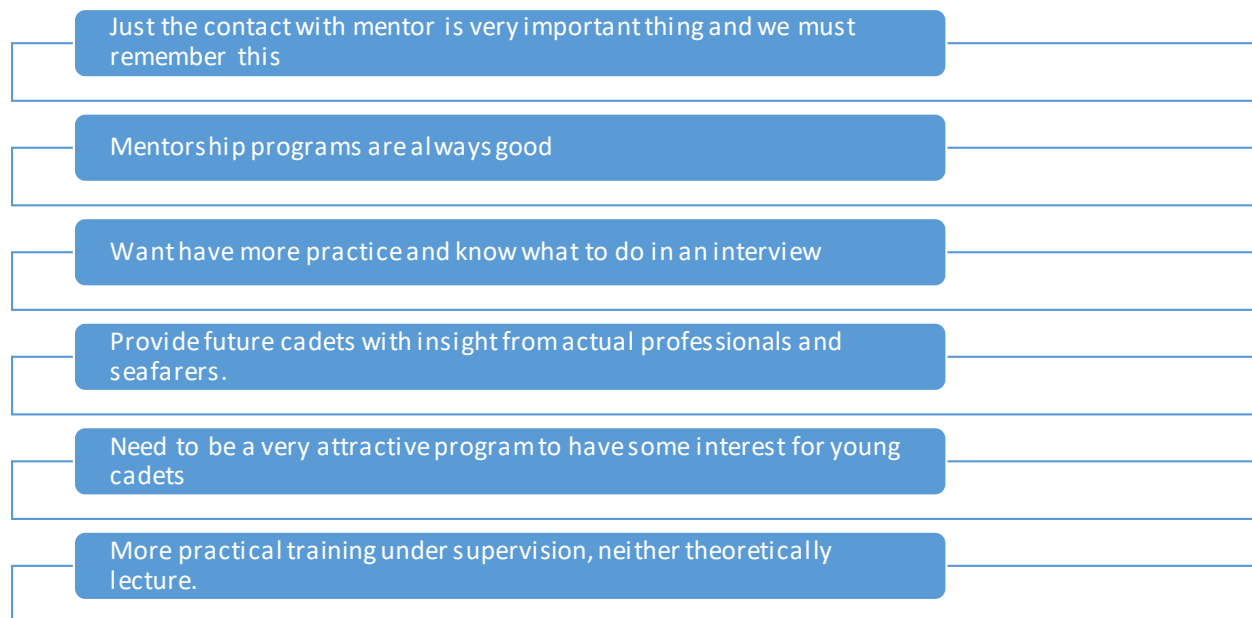 Just the contact with mentor is very important thing and we must
remember this
Mentorship programs are always good
Want have more practice and know what to do in an interview
Provide future cadets with insight from actual professionals and
seafarers.
Need to be a very attractive program to have some interest for young
cadets
More practical training under supervision, neither theoretically
lecture.